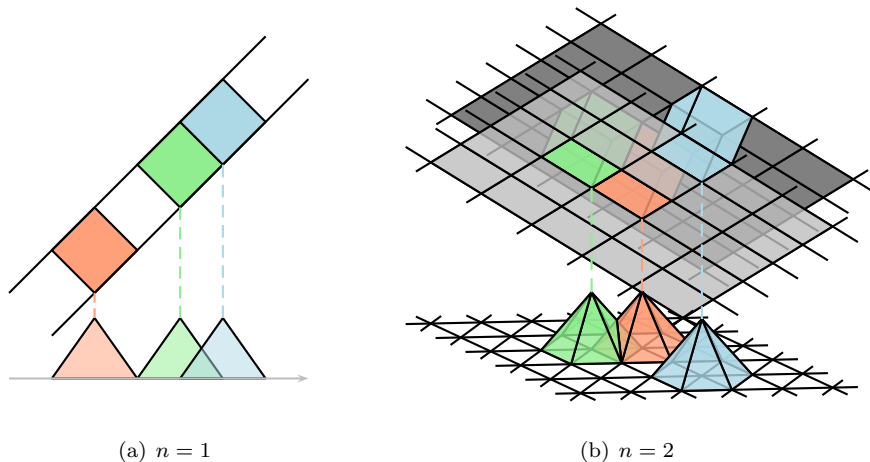 (a) n = 1
(b) n = 2